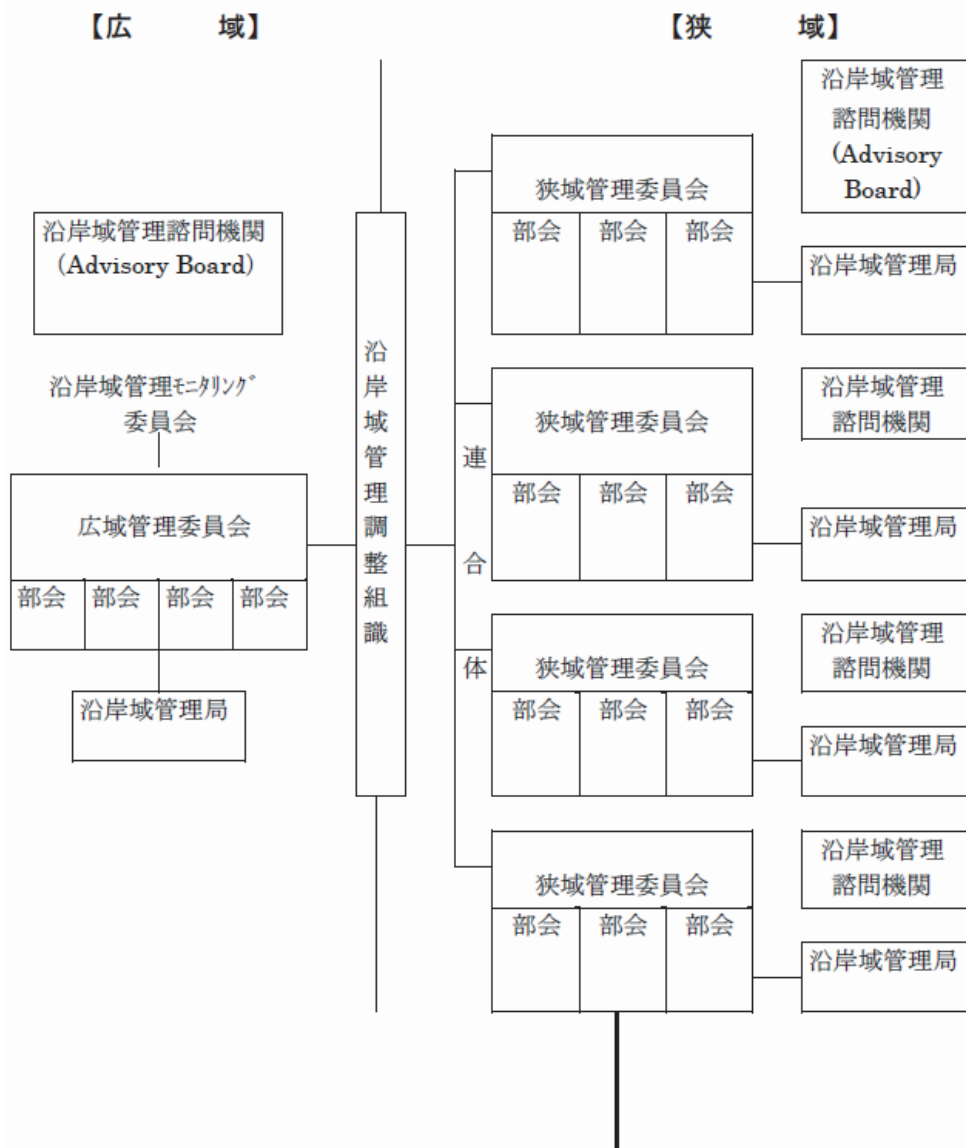 【広　　域】
【狭　　域】
沿岸域管理諮問機関
(Advisory Board)
沿岸域管理ﾓﾆﾀﾘﾝｸﾞ
委員会
広域管理委員会
部会 部会 部会 部会
沿岸域管理局
沿岸域管理調整組織
連合体
狭域管理委員会
部会 部会 部会
沿岸域管理
諮問機関
(Advisory
Board)
沿岸域管理局
狭域管理委員会
部会 部会 部会
沿岸域管理
諮問機関
沿岸域管理局
狭域管理委員会
部会 部会 部会
沿岸域管理
諮問機関
沿岸域管理局
狭域管理委員会
部会 部会 部会
沿岸域管理
諮問機関
沿岸域管理局